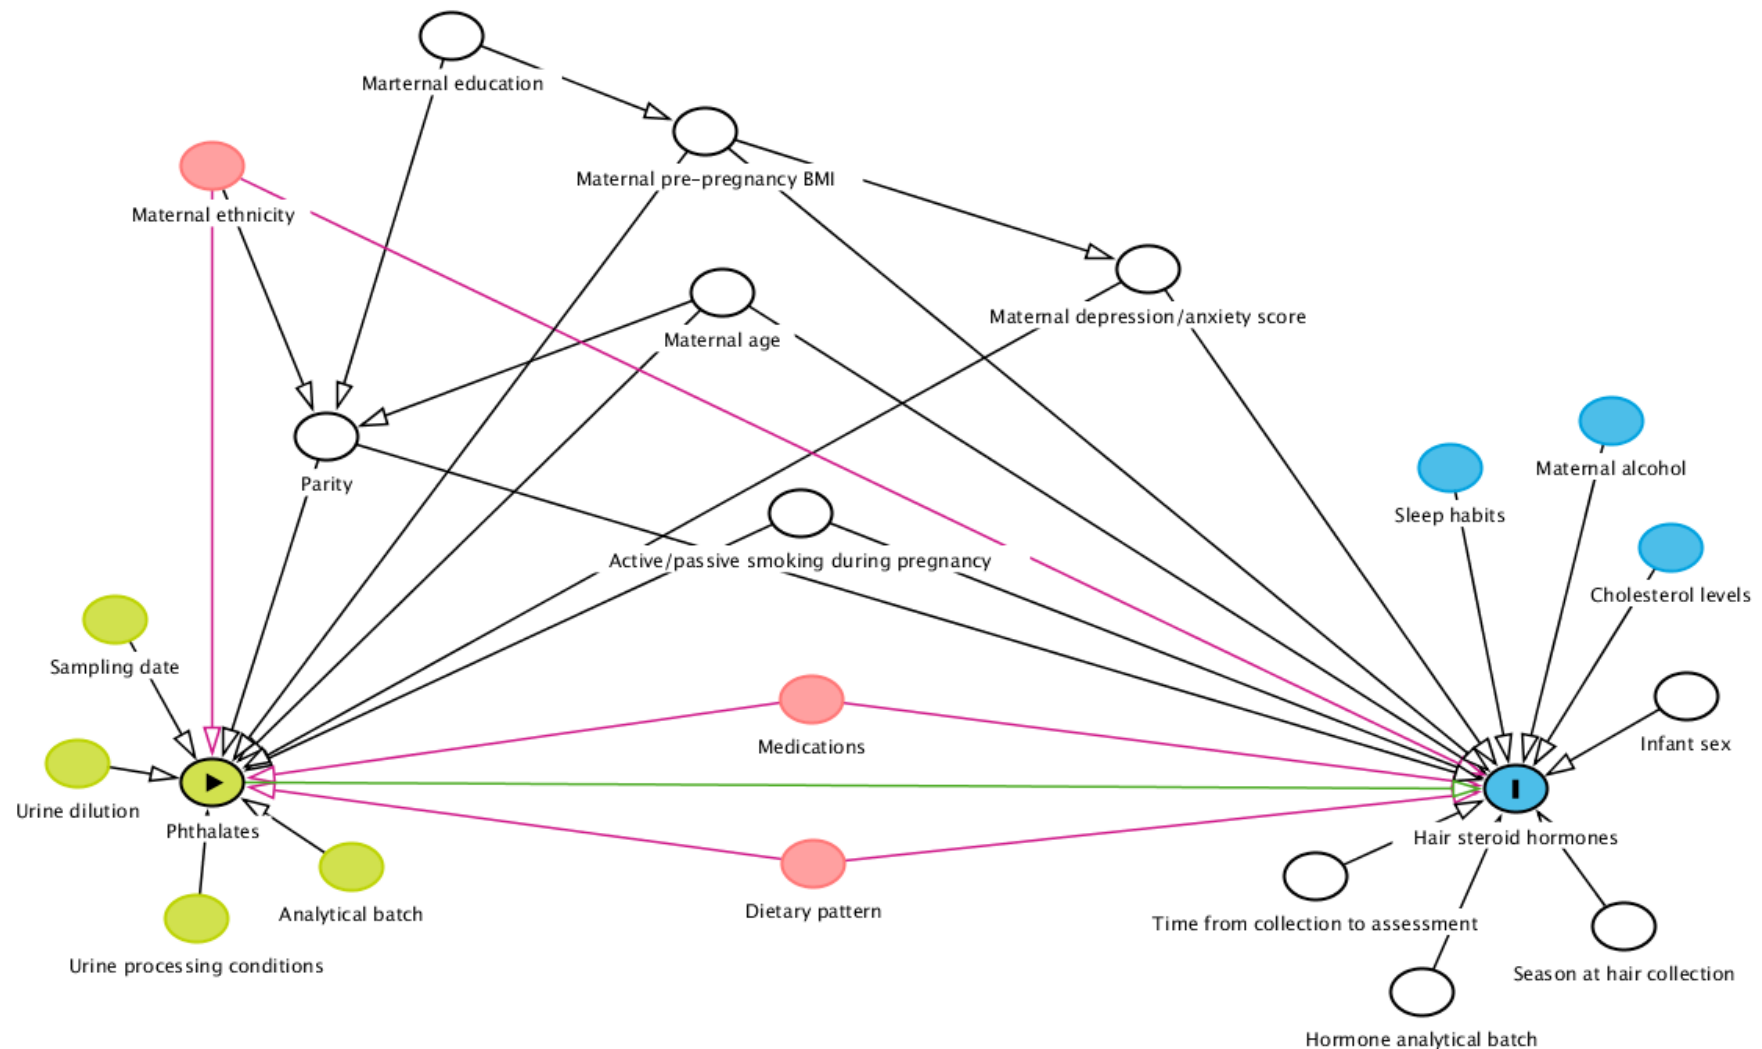 Marternal education
Maternal pre-pregnancy BMI
Maternal ethnicity
Maternal depression/anxiety score
Maternal age
Maternal alcohol
Parity
Sleep habits
Active/passive smoking during pregnancy
Cholesterol levels
Sampling date
Medications
Infant sex
Urine dilution
Phthalates
Hair steroid hormones
Analytical batch
Dietary pattern
Time from collection to assessment
Urine processing conditions
Season at hair collection
Hormone analytical batch